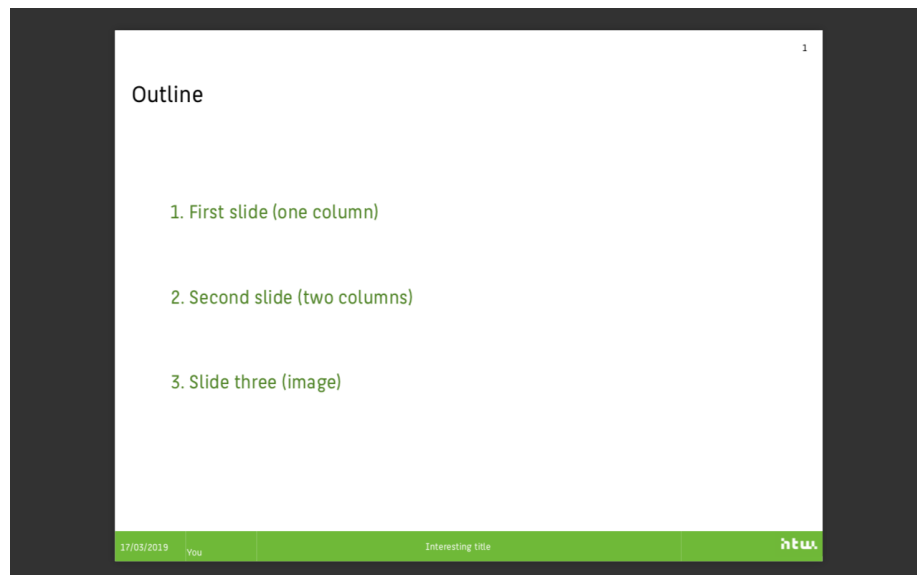 1
Outline
1. First slide (one column)
2. Second slide (two columns)
3. Slide three (image)
17/03/2019 You Interesting title htw.